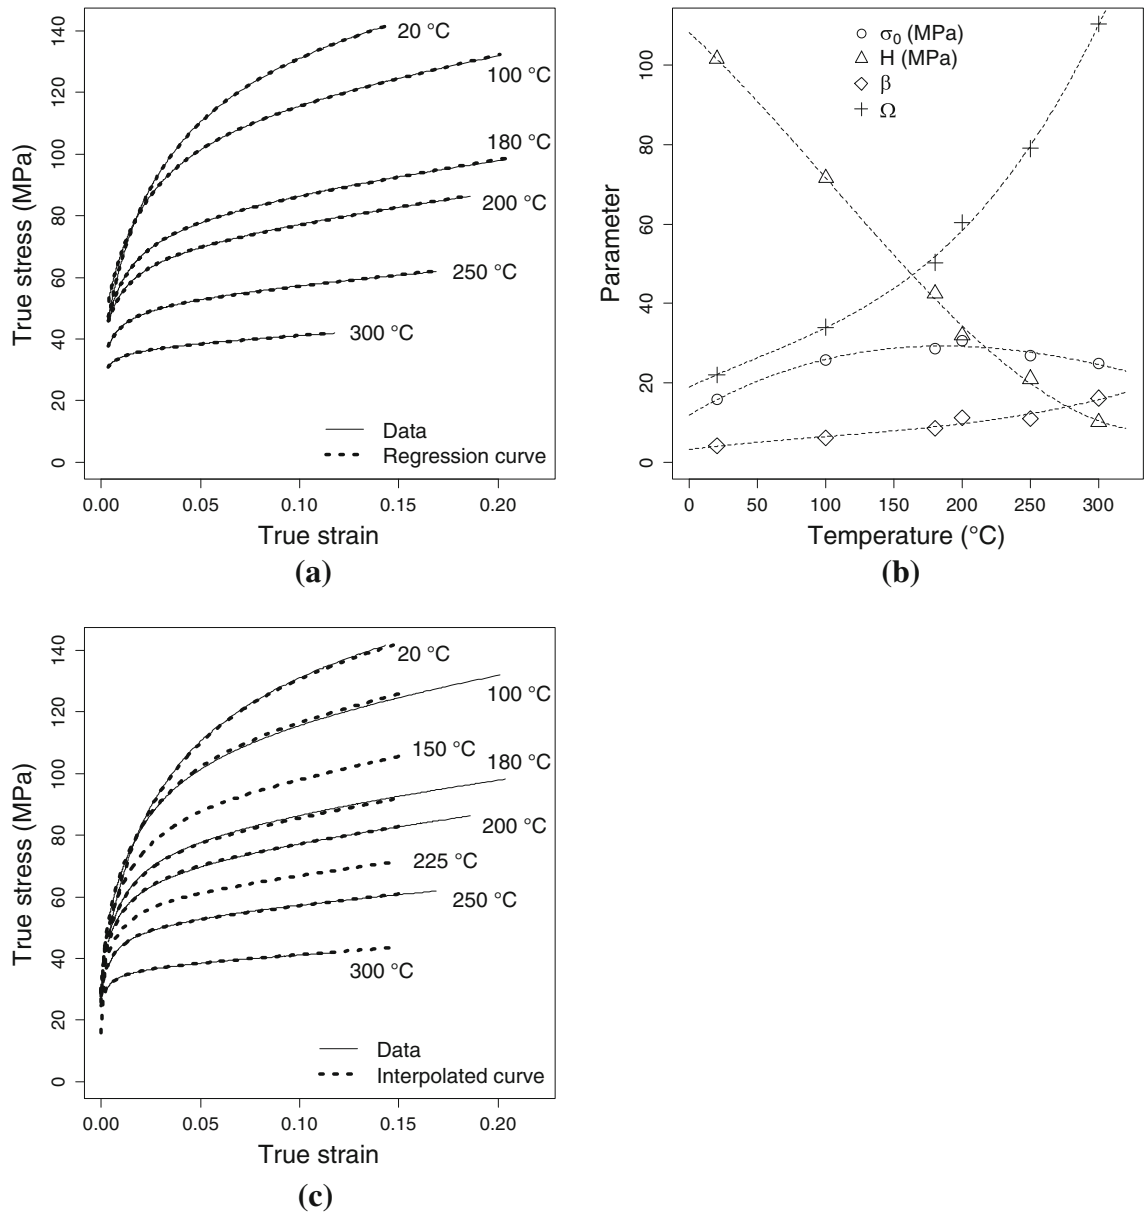 True stress (MPa)
0
20
40
60
80
100
120
140
20 °C
100 °C
180 °C
200 °C
250 °C
300 °C
Data
Regression curve
0.00
0.05
0.10
0.15
0.20
True strain
(a)
Parameter
0
20
40
60
80
100
σ₀ (MPa)
H (MPa)
β
Ω
0
50
100
150
200
250
300
Temperature (°C)
(b)
True stress (MPa)
0
20
40
60
80
100
120
140
20 °C
100 °C
150 °C
180 °C
200 °C
225 °C
250 °C
300 °C
Data
Interpolated curve
0.00
0.05
0.10
0.15
0.20
True strain
(c)